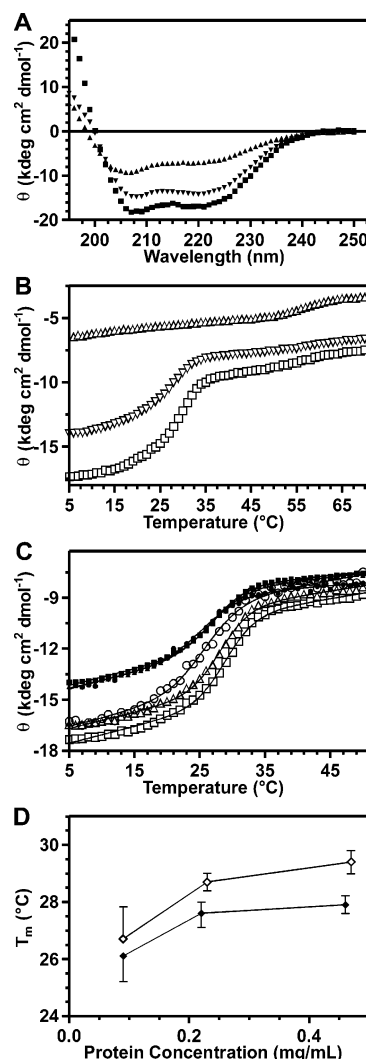 A
θ (kdeg cm² dmol⁻¹)
20
10
0
-10
-20
200 210 220 230 240 250
Wavelength (nm)
B
θ (kdeg cm² dmol⁻¹)
-5
-10
-15
5 15 25 35 45 55 65
Temperature (°C)
C
θ (kdeg cm² dmol⁻¹)
-9
-12
-15
-18
5 15 25 35 45
Temperature (°C)
D
Tm (°C)
30
28
26
24
0.0 0.2 0.4
Protein Concentration (mg/mL)